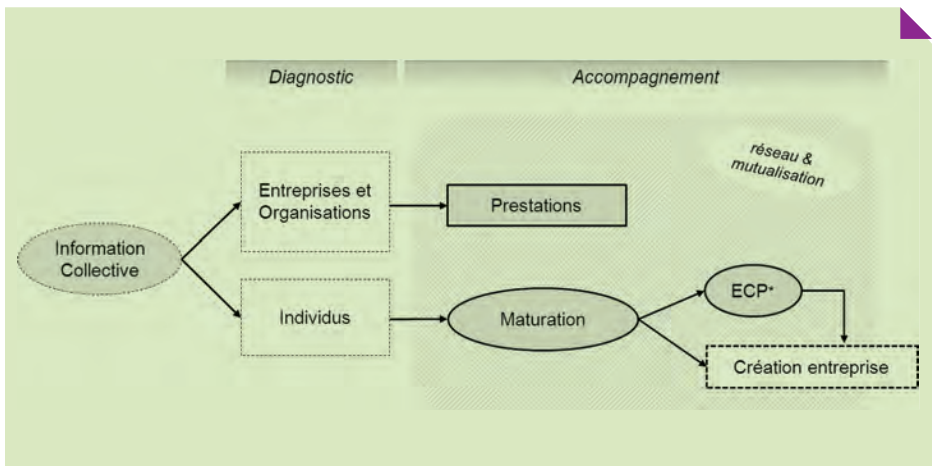 Diagnostic
Accompagnement
réseau &
mutualisation
Entreprises et
Organisations
Prestations
Information
Collective
Individus
Maturation
ECP*
Création entreprise